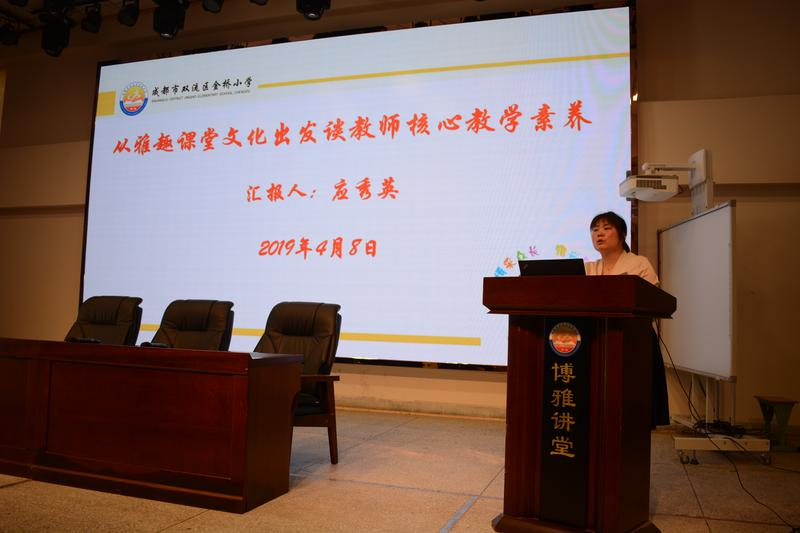 成都市双流区金桥小学
从雅趣课堂文化出发谈教师核心教学素养
汇报人：应秀英
2019年4月8日
博雅讲堂